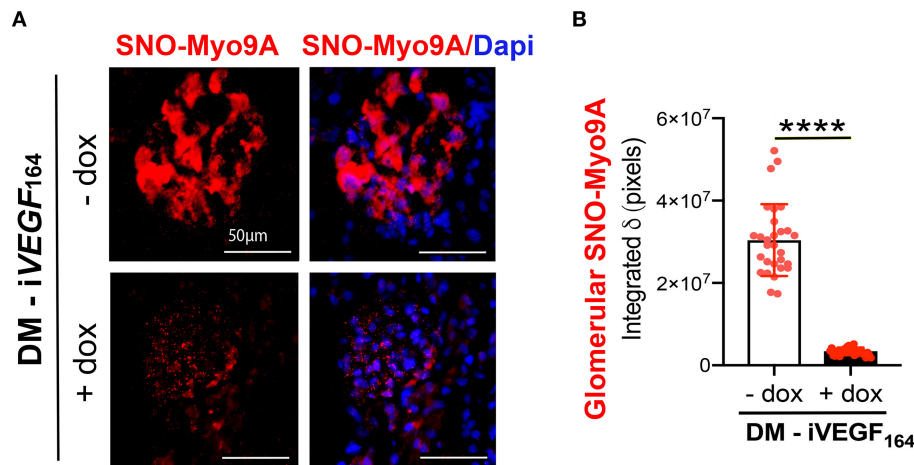 A
SNO-Myo9A
SNO-Myo9A/Dapi
DM - iVEGF164
- dox
50µm
+ dox
B
Glomerular SNO-Myo9A
Integrated δ (pixels)
6×10⁷
4×10⁷
2×10⁷
0
****
- dox + dox
DM - iVEGF164